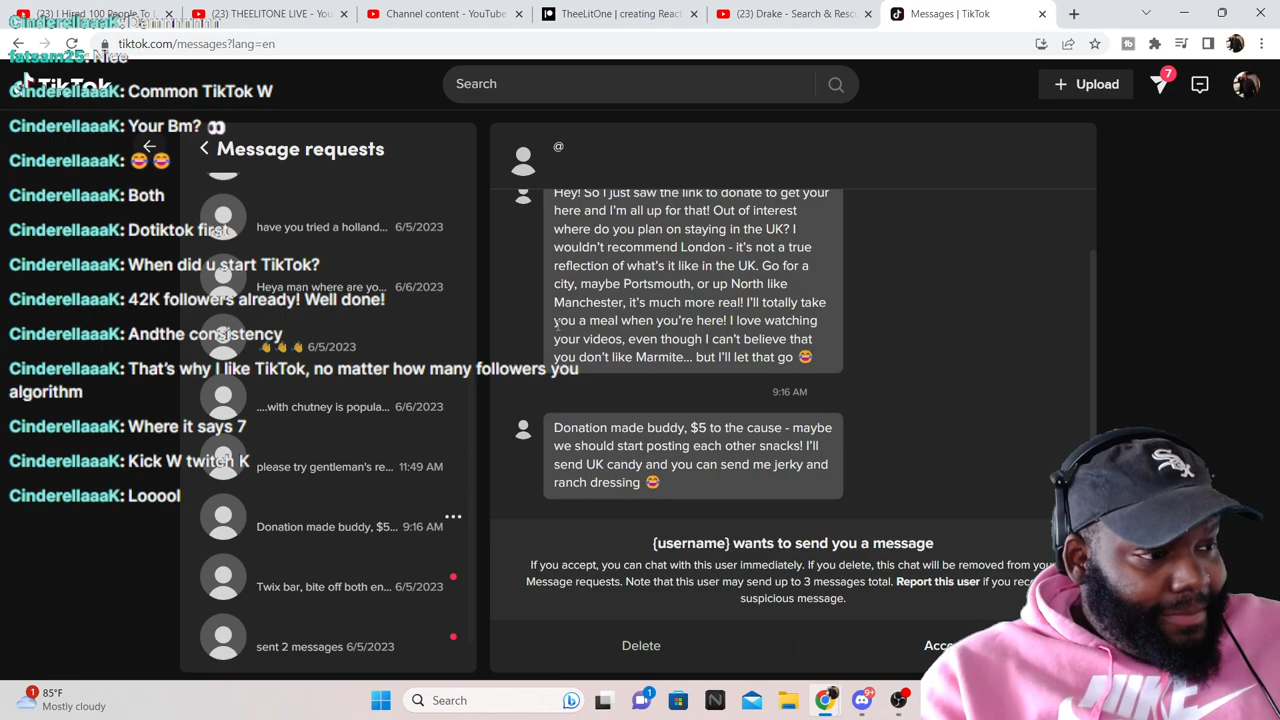 (23) I Hired 100 People To L
(23) THEELITONE LIVE - You
Channel content - YouTube
TheeLitOne | creating React
(23) Drake - Search & Rescu
Messages | TikTok
tiktok.com/messages?lang=en
CinderellaaaK: Dammnnnn
fatsam25: Nice
CinderellaaaK: Common TikTok W
CinderellaaaK: Your Bm? 👀
CinderellaaaK: 😂 😂
CinderellaaaK: Both
CinderellaaaK: Dotiktok first
CinderellaaaK: When did u start TikTok?
CinderellaaaK: 42K followers already! Well done!
CinderellaaaK: Andthe consistency
CinderellaaaK: That's why I like TikTok, no matter how many followers you
algorithm
CinderellaaaK: Where it says 7
CinderellaaaK: Kick W twitch K
CinderellaaaK: Looool
TikTok
Search
Upload
7
Message requests
have you tried a holland... 6/5/2023
Heya man where are yo... 6/6/2023
👏👏👏 6/5/2023
....with chutney is popula... 6/6/2023
please try gentleman's re... 11:49 AM
Donation made buddy, $5... 9:16 AM
Twix bar, bite off both en... 6/5/2023
sent 2 messages 6/5/2023
@
Hey! So I just saw the link to donate to get your
here and I'm all up for that! Out of interest
where do you plan on staying in the UK? I
wouldn't recommend London - it's not a true
reflection of what's it like in the UK. Go for a
city, maybe Portsmouth, or up North like
Manchester, it's much more real! I'll totally take
you a meal when you're here! I love watching
your videos, even though I can't believe that
you don't like Marmite... but I'll let that go 😂
9:16 AM
Donation made buddy, $5 to the cause - maybe
we should start posting each other snacks! I'll
send UK candy and you can send me jerky and
ranch dressing 😂
{username} wants to send you a message
If you accept, you can chat with this user immediately. If you delete, this chat will be removed from you
Message requests. Note that this user may send up to 3 messages total. Report this user if you rec
suspicious message.
Delete
Acc
Sox
NIKE
1
85°F
Mostly cloudy
Search
1
N
9+